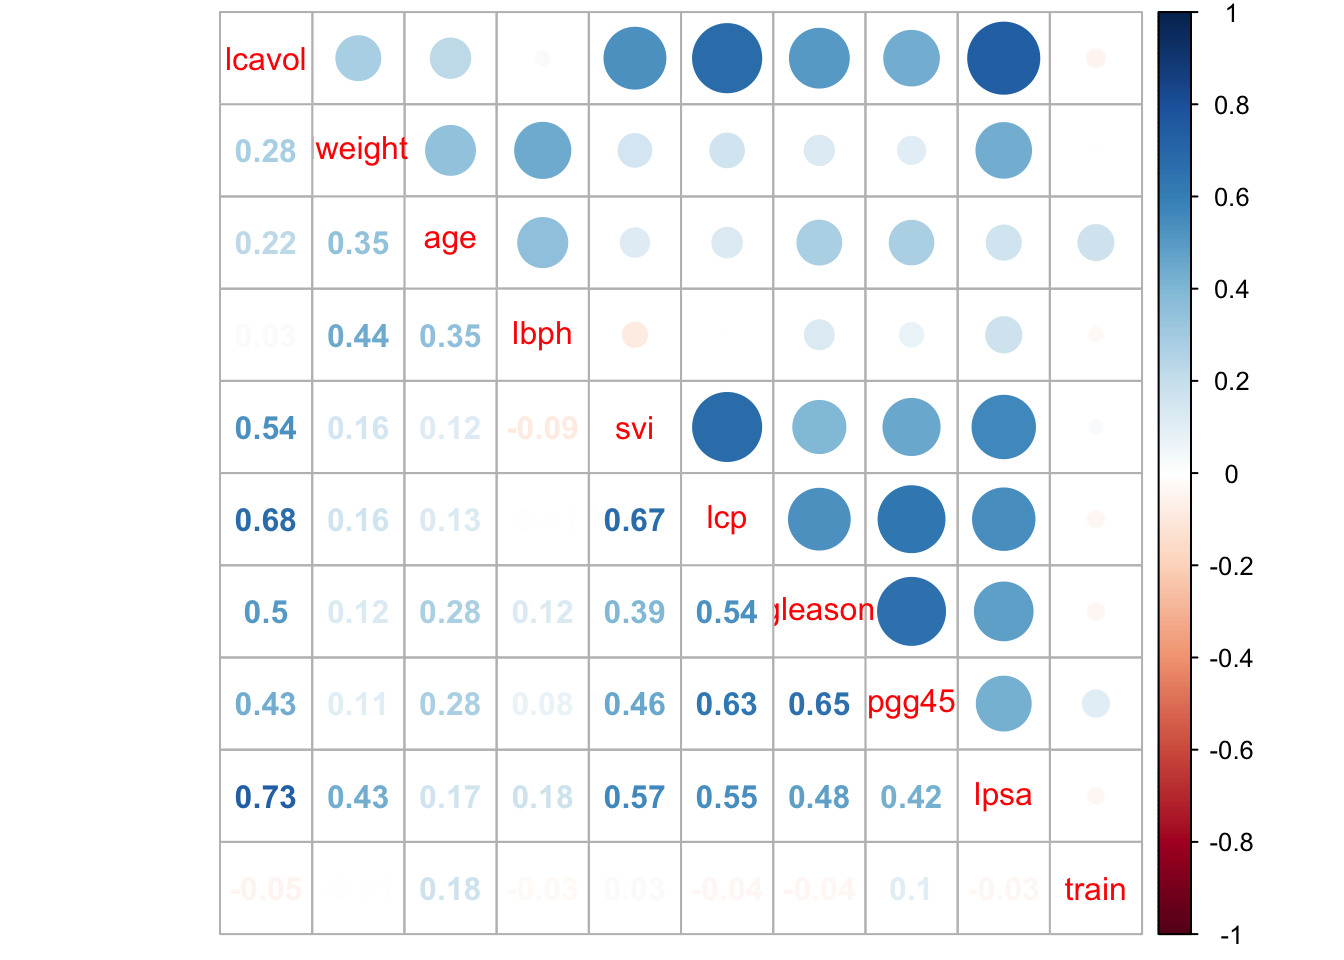 lcavol 1
0.8
0.28 weight
0.6
0.22 0.35 age
0.4
0.03 0.44 0.35 lbph
0.2
0.54 0.16 0.12 -0.09 svi
0
0.68 0.16 0.13 0.67 lcp
-0.2
0.5 0.12 0.28 0.12 0.39 0.54 gleason
-0.4
0.43 0.11 0.28 0.08 0.46 0.63 0.65 pgg45
-0.6
0.73 0.43 0.17 0.18 0.57 0.55 0.48 0.42 lpsa
-0.8
-0.05 0.18 -0.03 0.03 -0.04 -0.04 0.1 -0.03 train
-1